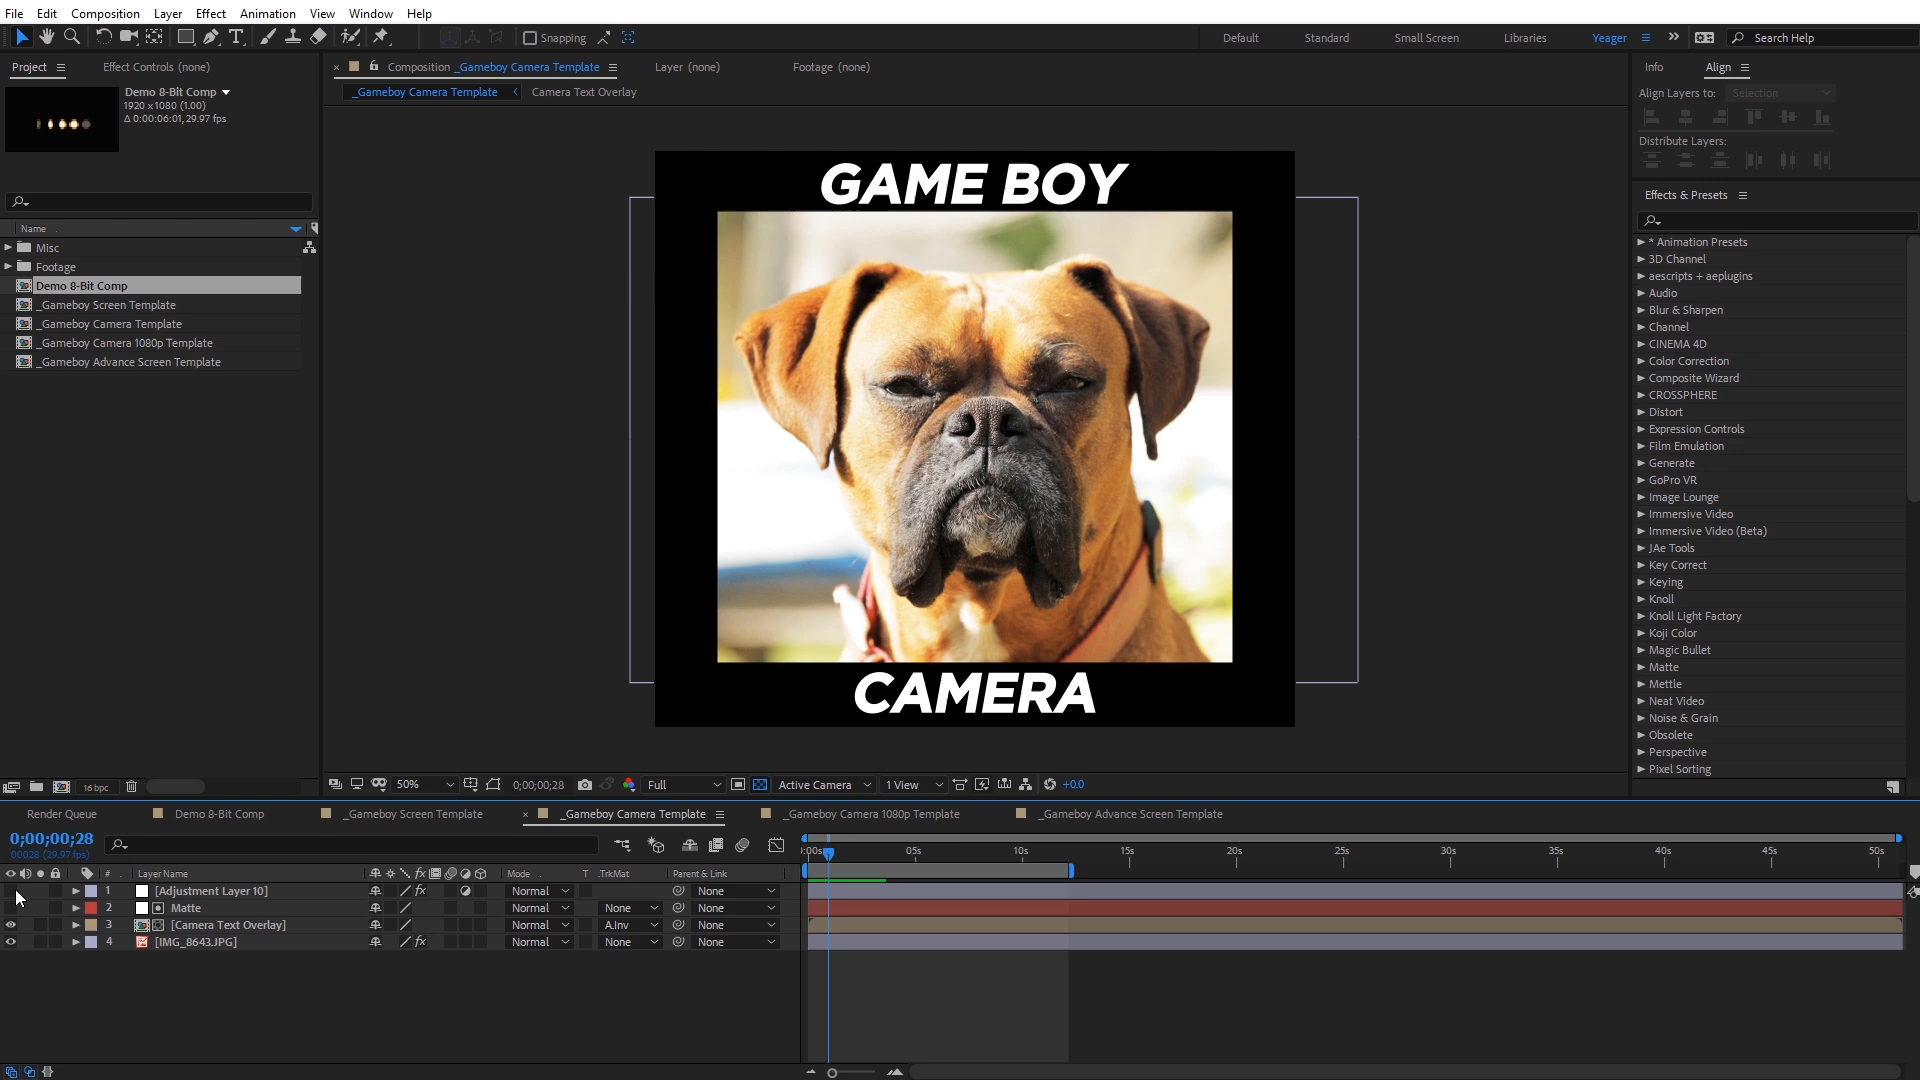 File Edit Composition Layer Effect Animation View Window Help
Snapping Default Standard Small Screen Libraries Yeager Search Help
Project Effect Controls (none)
Demo 8-Bit Comp
1920 x 1080 (1.00)
Δ 0:00:06:01, 29.97 fps
Name
Misc
Footage
Demo 8-Bit Comp
_Gameboy Screen Template
_Gameboy Camera Template
_Gameboy Camera 1080p Template
_Gameboy Advance Screen Template
16 bpc
Composition _Gameboy Camera Template Layer (none) Footage (none)
_Gameboy Camera Template Camera Text Overlay
GAME BOY
CAMERA
50% 0;00;00;28 Full Active Camera 1 View +0.0
Info Align
Align Layers to: Selection
Distribute Layers:
Effects & Presets
* Animation Presets
3D Channel
aescripts + aeplugins
Audio
Blur & Sharpen
Channel
CINEMA 4D
Color Correction
Composite Wizard
CROSSPHERE
Distort
Expression Controls
Film Emulation
Generate
GoPro VR
Image Lounge
Immersive Video
Immersive Video (Beta)
JAe Tools
Key Correct
Keying
Knoll
Knoll Light Factory
Koji Color
Magic Bullet
Matte
Mettle
Neat Video
Noise & Grain
Obsolete
Perspective
Pixel Sorting
Render Queue Demo 8-Bit Comp _Gameboy Screen Template _Gameboy Camera Template _Gameboy Camera 1080p Template _Gameboy Advance Screen Template
0;00;00;28
00028 (29.97 fps)
:00s 05s 10s 15s 20s 25s 30s 35s 40s 45s 50s
# Layer Name fx Mode T .TrkMat Parent & Link
1 [Adjustment Layer 10] fx Normal None
2 Matte Normal None None
3 [Camera Text Overlay] Normal A.Inv None
4 [IMG_8643.JPG] fx Normal None None